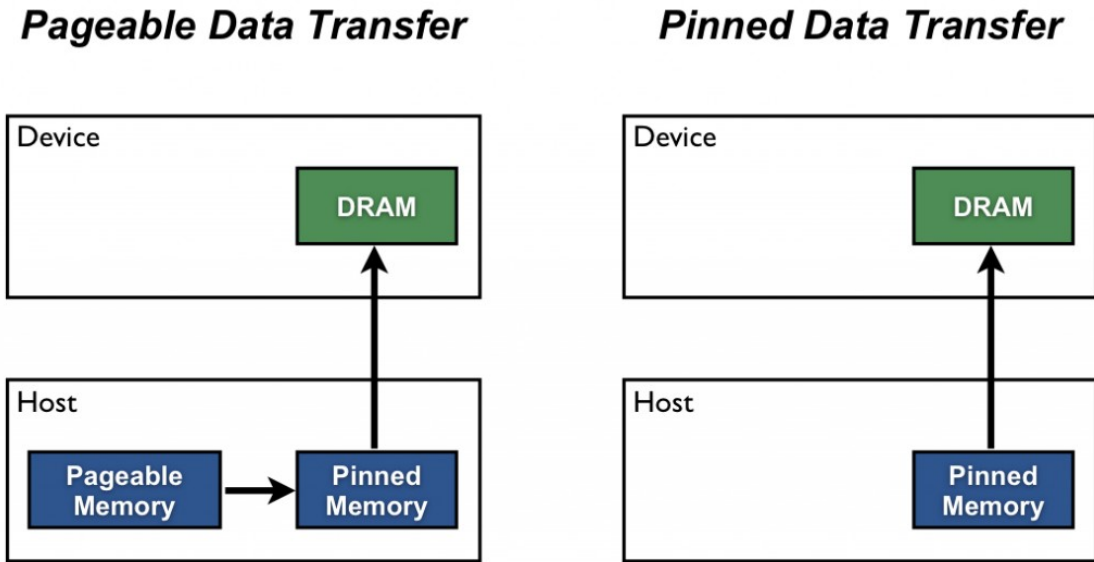 Pageable Data Transfer
Device
DRAM
Host
Pageable
Memory
Pinned
Memory
Pinned Data Transfer
Device
DRAM
Host
Pinned
Memory